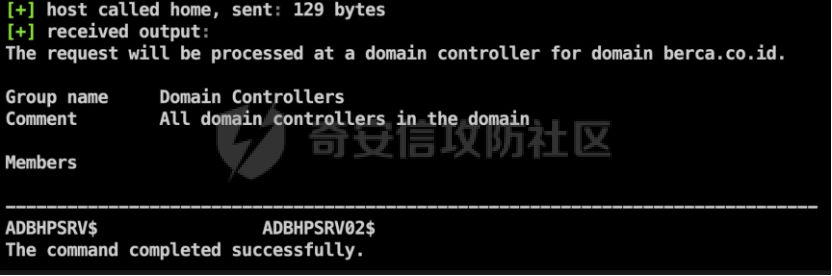 [+] host called home, sent: 129 bytes
[+] received output:
The request will be processed at a domain controller for domain berca.co.id.
Group name     Domain Controllers
Comment        All domain controllers in the domain
奇安信攻防社区
Members
-------------------------------------------------------------------------------
ADBHPSRV$                ADBHPSRV02$
The command completed successfully.